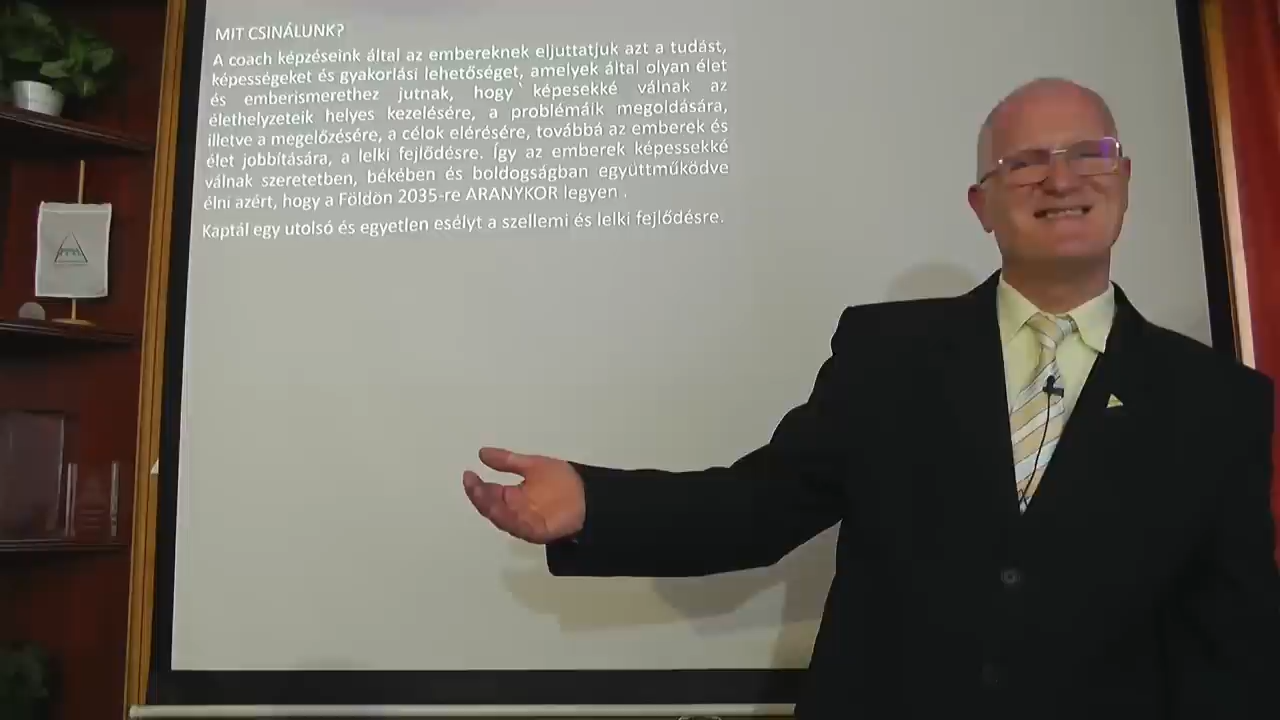 MIT CSINÁLUNK?
A coach képzéseink által az embereknek eljuttatjuk azt a tudást,
képességeket és gyakorlási lehetőséget, amelyek által olyan élet
és emberismerethez jutnak, hogy képesekké válnak az
élethelyzeteik helyes kezelésére, a problémáik megoldására,
illetve a megelőzésére, a célok elérésére, továbbá az emberek és
élet jobbítására, a lelki fejlődésre. Így az emberek képessekké
válnak szeretetben, békében és boldogságban együttműködve
élni azért, hogy a Földön 2035-re ARANYKOR legyen .
Kaptál egy utolsó és egyetlen esélyt a szellemi és lelki fejlődésre.